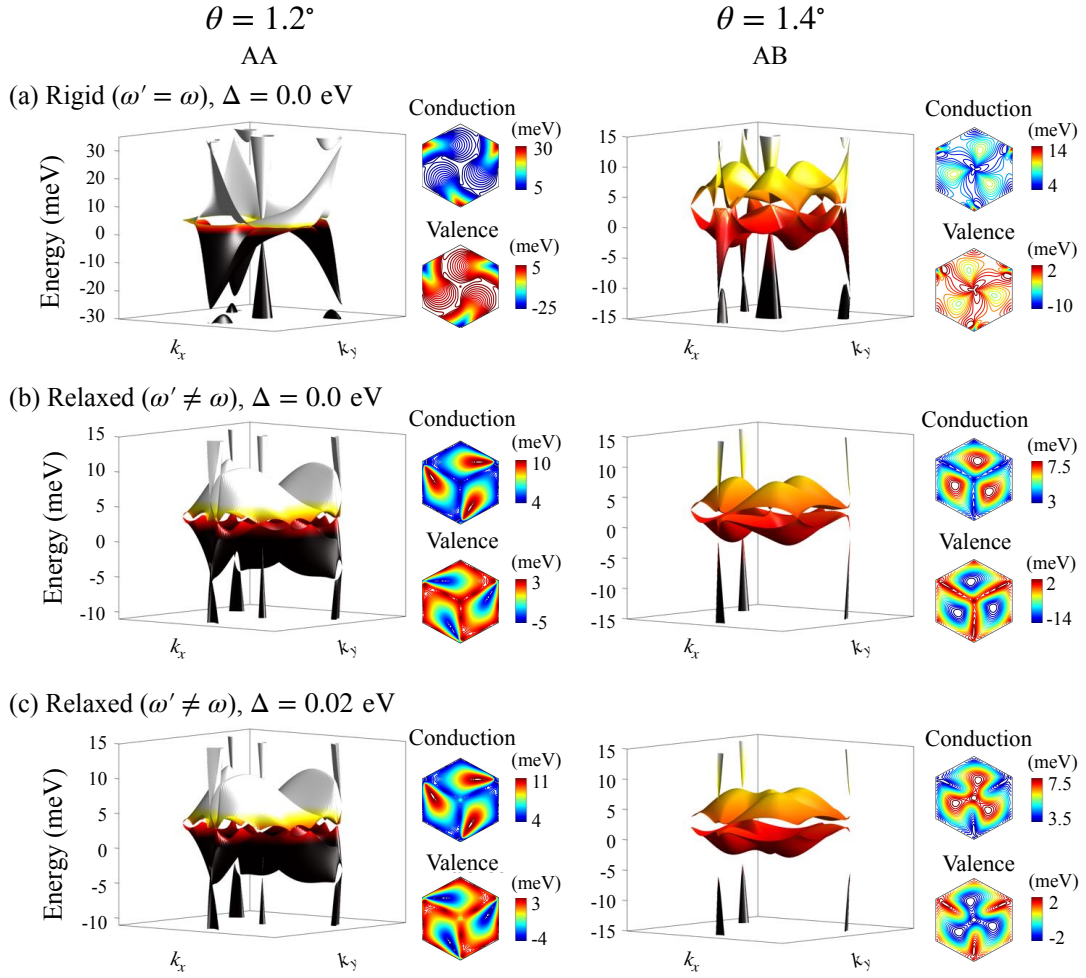 θ = 1.2°
θ = 1.4°
AA
AB
(a) Rigid (ω′ = ω), Δ = 0.0 eV
Energy (meV)
30
20
10
0
-10
-20
-30
kx
ky
Conduction
(meV)
30
5
Valence
(meV)
5
-25
15
10
5
0
-5
-10
-15
kx
ky
Conduction
(meV)
14
4
Valence
(meV)
2
-10
(b) Relaxed (ω′ ≠ ω), Δ = 0.0 eV
Energy (meV)
15
10
5
0
-5
-10
kx
ky
Conduction
(meV)
10
4
Valence
(meV)
3
-5
15
10
5
0
-5
-10
-15
kx
ky
Conduction
(meV)
7.5
3
Valence
(meV)
2
-14
(c) Relaxed (ω′ ≠ ω), Δ = 0.02 eV
Energy (meV)
15
10
5
0
-5
-10
kx
ky
Conduction
(meV)
11
4
Valence
(meV)
3
-4
15
10
5
0
-5
-10
-15
kx
ky
Conduction
(meV)
7.5
3.5
Valence
(meV)
2
-2